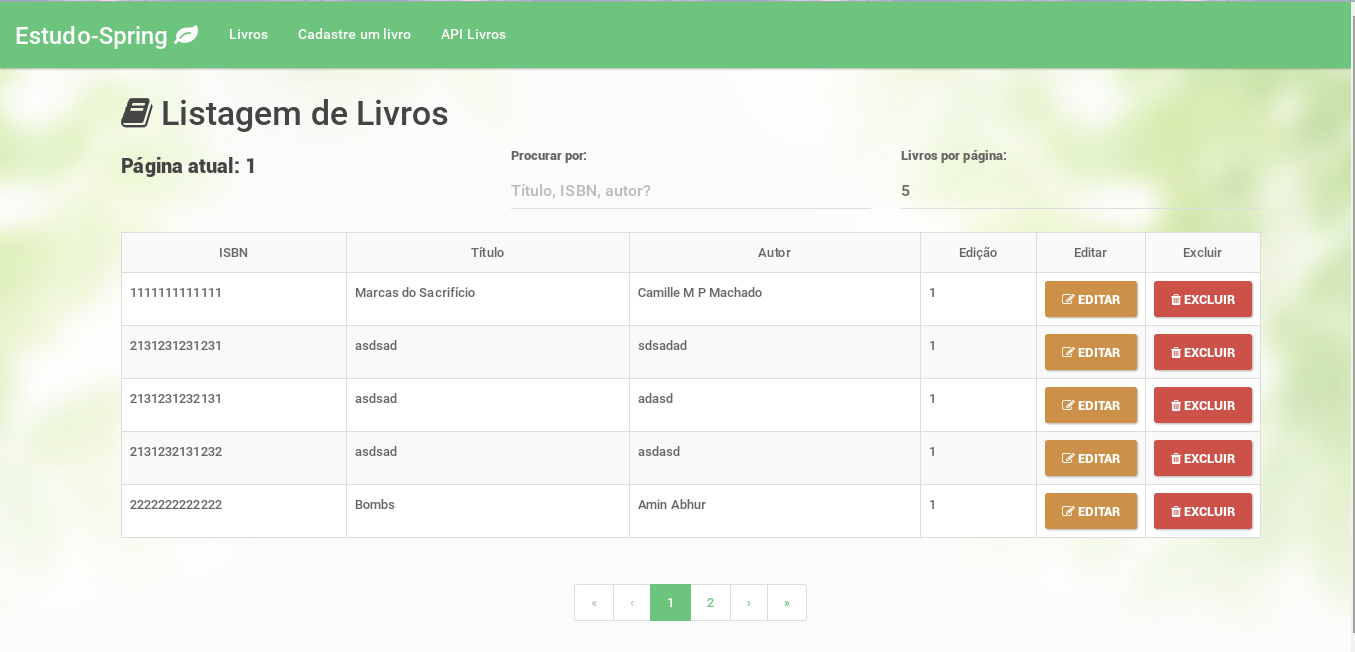 Estudo-Spring Livros Cadastre um livro API Livros
Listagem de Livros
Página atual: 1 Procurar por: Livros por página:
Título, ISBN, autor? 5
ISBN Título Autor Edição Editar Excluir
1111111111111 Marcas do Sacrifício Camille M P Machado 1 EDITAR EXCLUIR
2131231231231 asdsad sdsadad 1 EDITAR EXCLUIR
2131231232131 asdsad adasd 1 EDITAR EXCLUIR
2131232131232 asdsad asdasd 1 EDITAR EXCLUIR
2222222222222 Bombs Amin Abhur 1 EDITAR EXCLUIR
« ‹ 1 2 › »